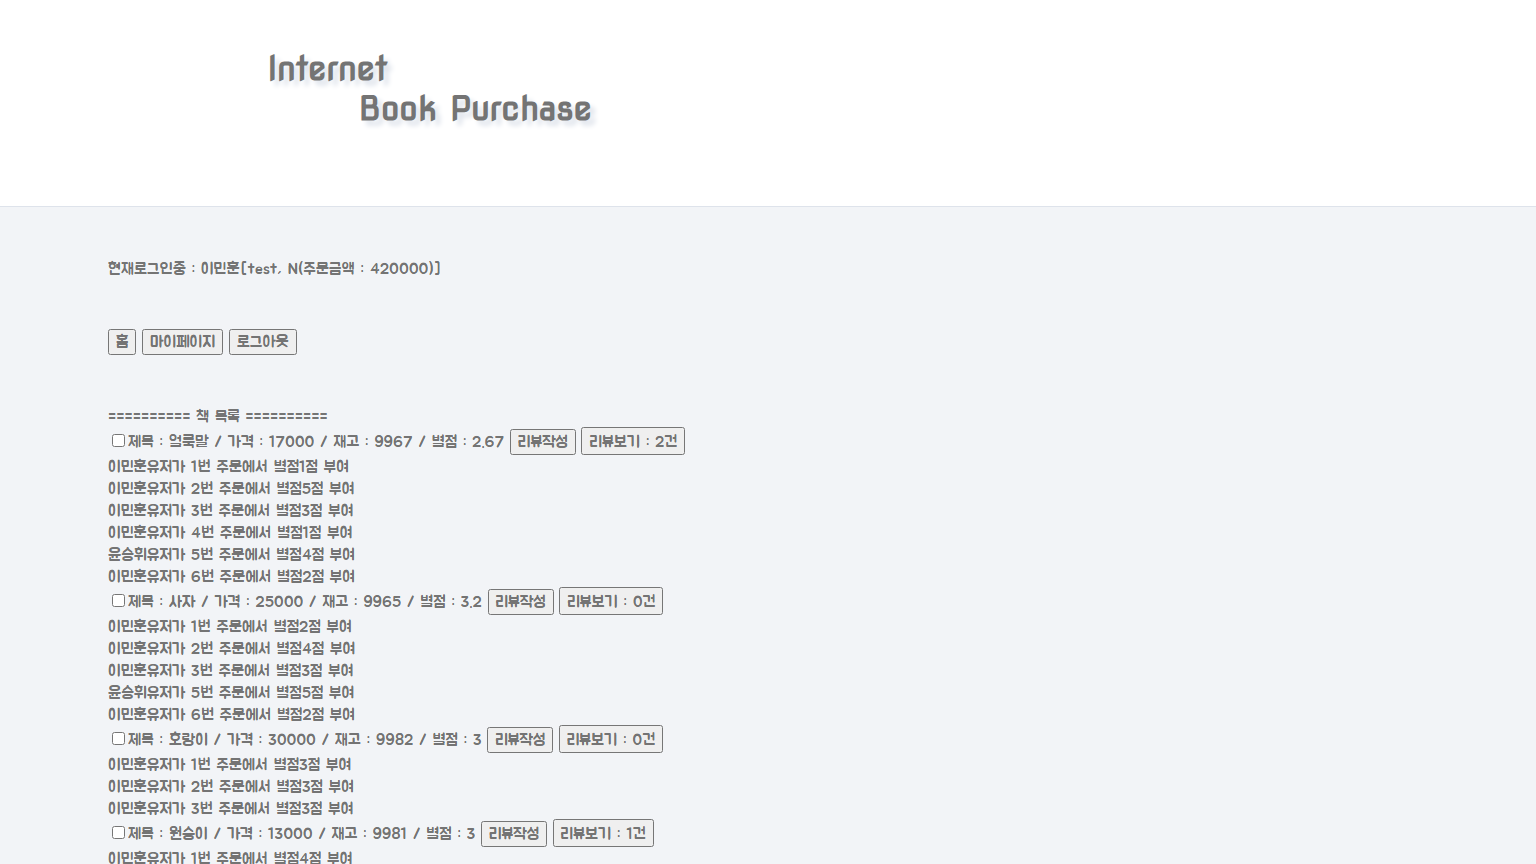 Internet
Book Purchase
현재로그인중 : 이민훈[test, N(주문금액 : 420000)]
홈 마이페이지 로그아웃
========== 책 목록 ==========
제목 : 얼룩말 / 가격 : 17000 / 재고 : 9967 / 별점 : 2.67 리뷰작성 리뷰보기 : 2건
이민훈유저가 1번 주문에서 별점1점 부여
이민훈유저가 2번 주문에서 별점5점 부여
이민훈유저가 3번 주문에서 별점3점 부여
이민훈유저가 4번 주문에서 별점1점 부여
윤승휘유저가 5번 주문에서 별점4점 부여
이민훈유저가 6번 주문에서 별점2점 부여
제목 : 사자 / 가격 : 25000 / 재고 : 9965 / 별점 : 3.2 리뷰작성 리뷰보기 : 0건
이민훈유저가 1번 주문에서 별점2점 부여
이민훈유저가 2번 주문에서 별점4점 부여
이민훈유저가 3번 주문에서 별점3점 부여
윤승휘유저가 5번 주문에서 별점5점 부여
이민훈유저가 6번 주문에서 별점2점 부여
제목 : 호랑이 / 가격 : 30000 / 재고 : 9982 / 별점 : 3 리뷰작성 리뷰보기 : 0건
이민훈유저가 1번 주문에서 별점3점 부여
이민훈유저가 2번 주문에서 별점3점 부여
이민훈유저가 3번 주문에서 별점3점 부여
제목 : 원숭이 / 가격 : 13000 / 재고 : 9981 / 별점 : 3 리뷰작성 리뷰보기 : 1건
이민훈유저가 1번 주문에서 별점4점 부여